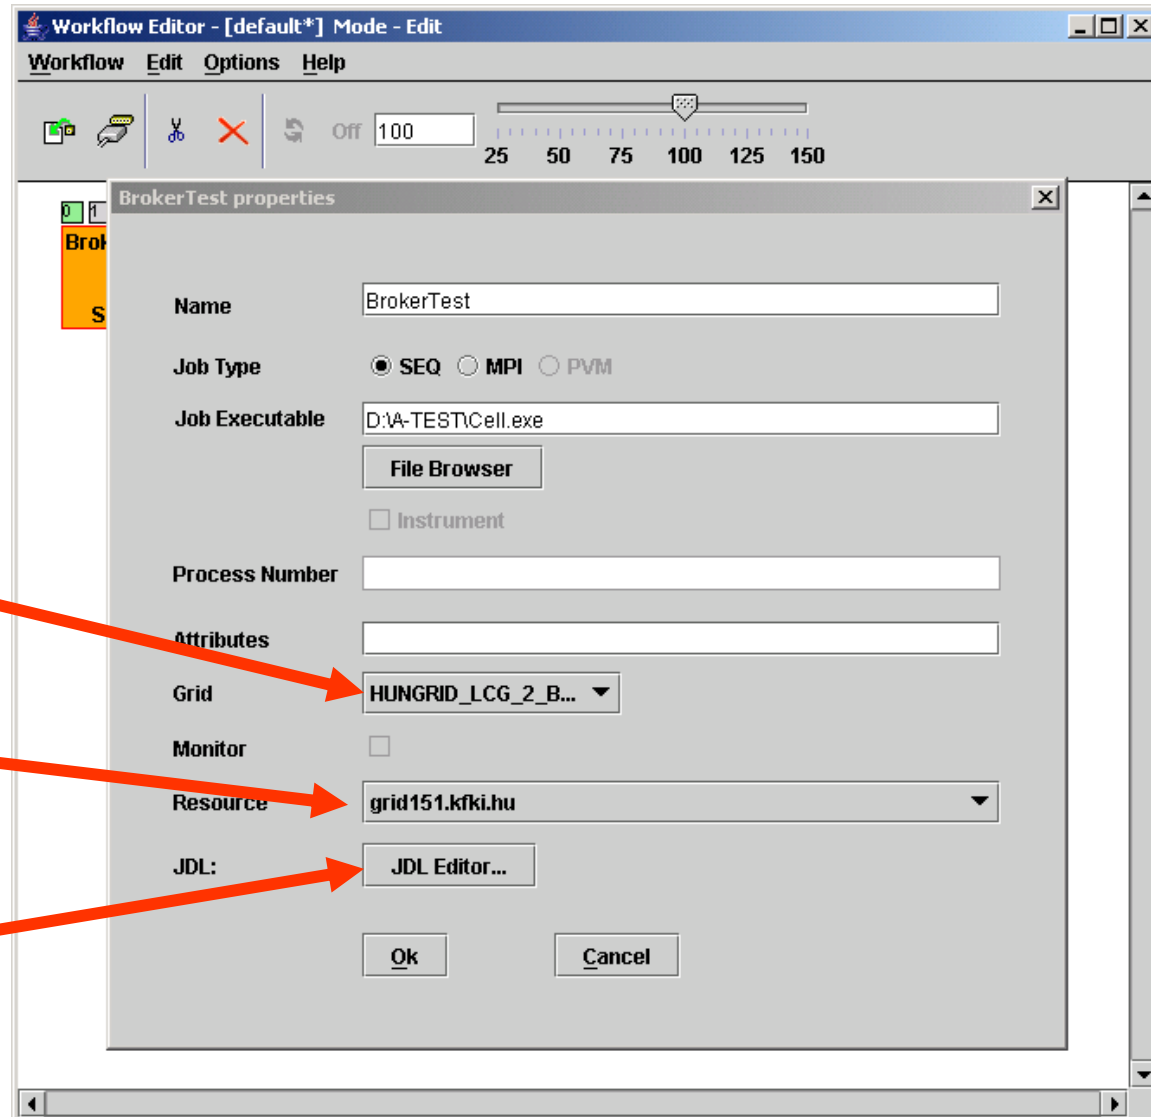 Workflow Editor - [default*] Mode - Edit
Workflow Edit Options Help
Off 100
25 50 75 100 125 150
0 1
BrokerTest properties
Name BrokerTest
Job Type SEQ MPI PVM
Job Executable D:\A-TEST\Cell.exe
File Browser
Instrument
Process Number
Attributes
Grid HUNGRID_LCG_2_B...
Monitor
Resource grid151.kfki.hu
JDL: JDL Editor...
Ok Cancel